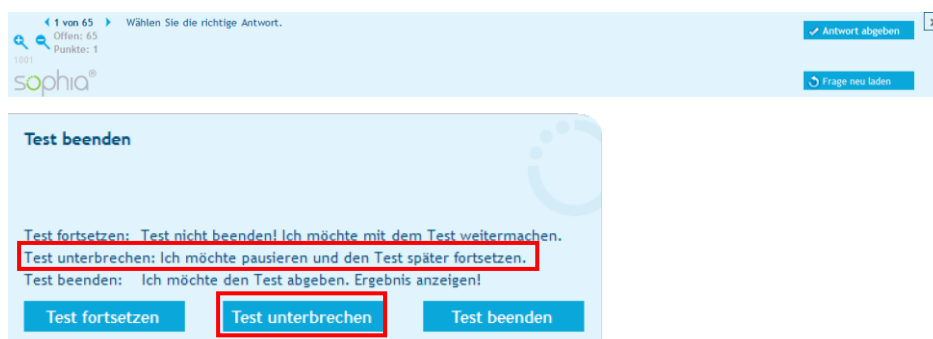 1 von 65 Wählen Sie die richtige Antwort.
Offen: 65
Punkte: 1
1001
sophia®
Antwort abgeben
Frage neu laden
Test beenden
Test fortsetzen: Test nicht beenden! Ich möchte mit dem Test weitermachen.
Test unterbrechen: Ich möchte pausieren und den Test später fortsetzen.
Test beenden: Ich möchte den Test abgeben. Ergebnis anzeigen!
Test fortsetzen Test unterbrechen Test beenden